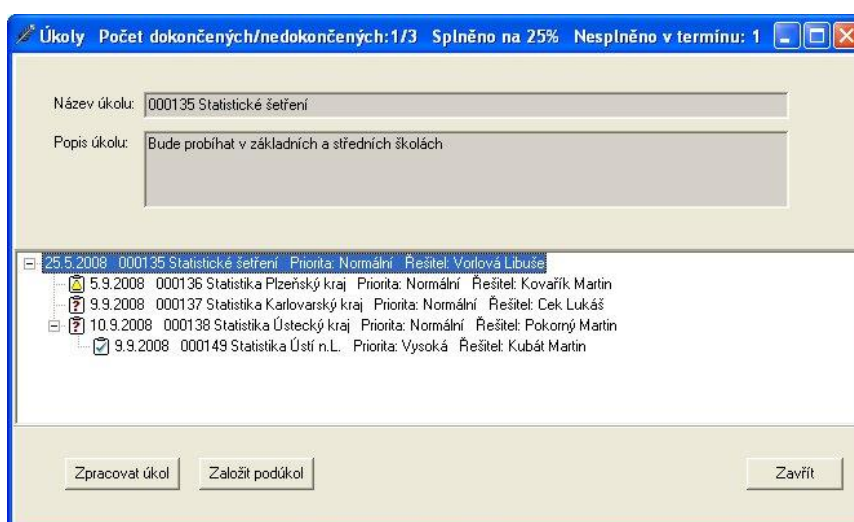 Úkoly Počet dokončených/nedokončených:1/3 Splněno na 25% Nesplněno v termínu: 1
Název úkolu: 000135 Statistické šetření
Popis úkolu: Bude probíhat v základních a středních školách
25.5.2008 000135 Statistické šetření Priorita: Normální Řešitel: Vorlová Libuše
5.9.2008 000136 Statistika Plzeňský kraj Priorita: Normální Řešitel: Kovařík Martin
9.9.2008 000137 Statistika Karlovarský kraj Priorita: Normální Řešitel: Cek Lukáš
10.9.2008 000138 Statistika Ústecký kraj Priorita: Normální Řešitel: Pokorný Martin
9.9.2008 000149 Statistika Ústí n.L. Priorita: Vysoká Řešitel: Kubát Martin
Zpracovat úkol Založit podúkol Zavřít